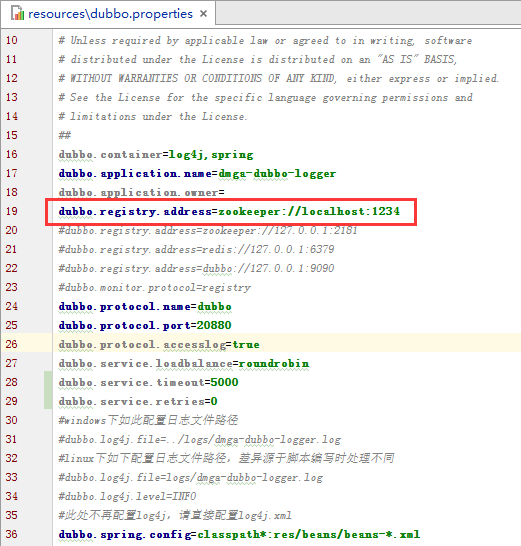 resources\dubbo.properties ×
10 # Unless required by applicable law or agreed to in writing, software
11 # distributed under the License is distributed on an "AS IS" BASIS,
12 # WITHOUT WARRANTIES OR CONDITIONS OF ANY KIND, either express or implied.
13 # See the License for the specific language governing permissions and
14 # limitations under the License.
15 ##
16 dubbo.container=log4j,spring
17 dubbo.application.name=dmga-dubbo-logger
18 dubbo.application.owner=
19 dubbo.registry.address=zookeeper://localhost:1234
20 #dubbo.registry.address=zookeeper://127.0.0.1:2181
21 #dubbo.registry.address=redis://127.0.0.1:6379
22 #dubbo.registry.address=dubbo://127.0.0.1:9090
23 #dubbo.monitor.protocol=registry
24 dubbo.protocol.name=dubbo
25 dubbo.protocol.port=20880
26 dubbo.protocol.accesslog=true
27 dubbo.service.loadbalance=roundrobin
28 dubbo.service.timeout=5000
29 dubbo.service.retries=0
30 #windows下如此配置日志文件路径
31 #dubbo.log4j.file=../logs/dmga-dubbo-logger.log
32 #linux下如下配置日志文件路径，差异源于脚本编写时处理不同
33 #dubbo.log4j.file=logs/dmga-dubbo-logger.log
34 #dubbo.log4j.level=INFO
35 #此处不再配置log4j，请直接配置log4j.xml
36 dubbo.spring.config=classpath*:res/beans/beans-*.xml